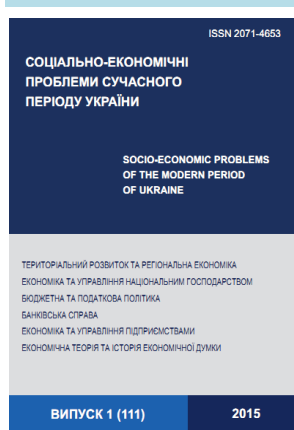 ISSN 2071-4653
СОЦІАЛЬНО-ЕКОНОМІЧНІ
ПРОБЛЕМИ СУЧАСНОГО
ПЕРІОДУ УКРАЇНИ
SOCIO-ECONOMIC PROBLEMS
OF THE MODERN PERIOD
OF UKRAINE
ТЕРИТОРІАЛЬНИЙ РОЗВИТОК ТА РЕГІОНАЛЬНА ЕКОНОМІКА
ЕКОНОМІКА ТА УПРАВЛІННЯ НАЦІОНАЛЬНИМ ГОСПОДАРСТВОМ
БЮДЖЕТНА ТА ПОДАТКОВА ПОЛІТИКА
БАНКІВСЬКА СПРАВА
ЕКОНОМІКА ТА УПРАВЛІННЯ ПІДПРИЄМСТВАМИ
ЕКОНОМІЧНА ТЕОРІЯ ТА ІСТОРІЯ ЕКОНОМІЧНОЇ ДУМКИ
ВИПУСК 1 (111) 2015